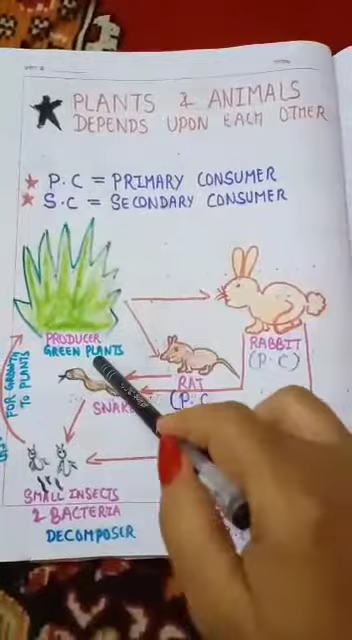 PLANTS & ANIMALS
DEPENDS UPON EACH OTHER
P.C = PRIMARY CONSUMER
S.C = SECONDARY CONSUMER
PRODUCER
GREEN PLANTS
RABBIT
(P.C)
RAT
(P.C
SNAKE
FOR GROWTH
TO PLANTS
SMALL INSECTS
& BACTERIA
DECOMPOSER